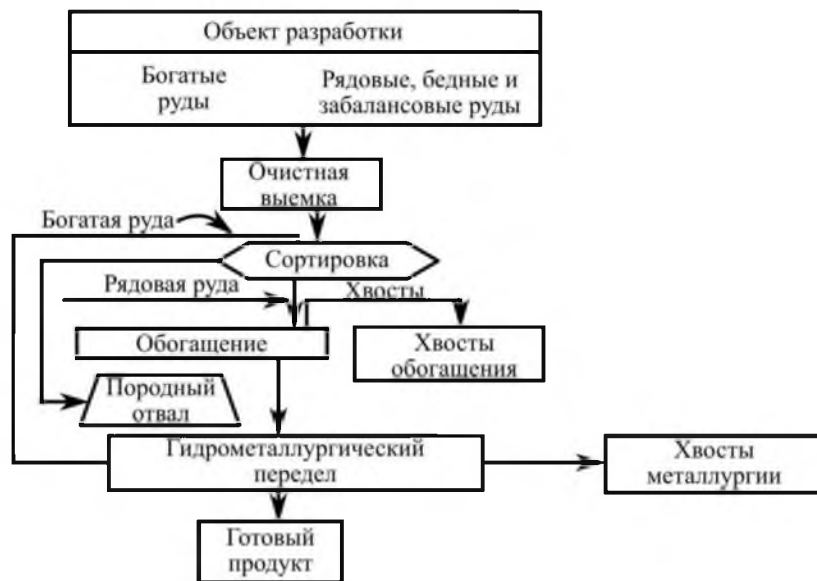 Объект разработки
Богатые
руды
Рядовые, бедные и
забалансовые руды
Очистная
выемка
Богатая руда
Сортировка
Рядовая руда
Хвосты
Обогащение
Хвосты
обогащения
Породный
отвал
Гидрометаллургический
передел
Хвосты
металлургии
Готовый
продукт